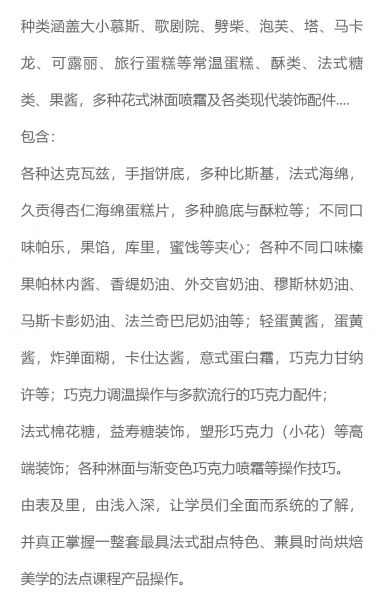 种类涵盖大小慕斯、歌剧院、劈柴、泡芙、塔、马卡
龙、可露丽、旅行蛋糕等常温蛋糕、酥类、法式糖
类、果酱，多种花式淋面喷霜及各类现代装饰配件....
包含：
各种达克瓦兹，手指饼底，多种比斯基，法式海绵，
久贡得杏仁海绵蛋糕片，多种脆底与酥粒等；不同口
味帕乐，果馅，库里，蜜饯等夹心；各种不同口味榛
果帕林内酱、香缇奶油、外交官奶油、穆斯林奶油、
马斯卡彭奶油、法兰奇巴尼奶油等；轻蛋黄酱，蛋黄
酱，炸弹面糊，卡仕达酱，意式蛋白霜，巧克力甘纳
许等；巧克力调温操作与多款流行的巧克力配件；
法式棉花糖，益寿糖装饰，塑形巧克力（小花）等高
端装饰；各种淋面与渐变色巧克力喷霜等操作技巧。
由表及里，由浅入深，让学员们全面而系统的了解，
并真正掌握一整套最具法式甜点特色、兼具时尚烘焙
美学的法点课程产品操作。